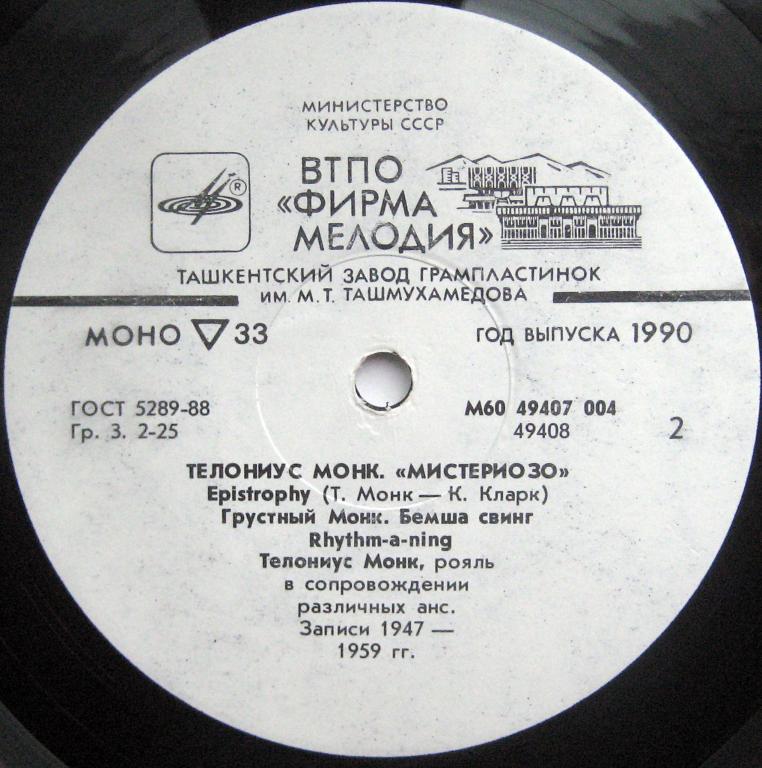 МИНИСТЕРСТВО
КУЛЬТУРЫ СССР
ВТПО
«ФИРМА
МЕЛОДИЯ»
®
ТАШКЕНТСКИЙ ЗАВОД ГРАМПЛАСТИНОК
ИМ. М. Т. ТАШМУХАМЕДОВА
МОНО 33
ГОД ВЫПУСКА 1990
ГОСТ 5289-88
Гр. 3. 2-25
М60 49407 004
49408
2
ТЕЛОНИУС МОНК. «МИСТЕРИОЗО»
Epistrophy (Т. Монк — К. Кларк)
Грустный Монк. Бемша свинг
Rhythm-a-ning
Телониус Монк, рояль
в сопровождении
различных анс.
Записи 1947 —
1959 гг.